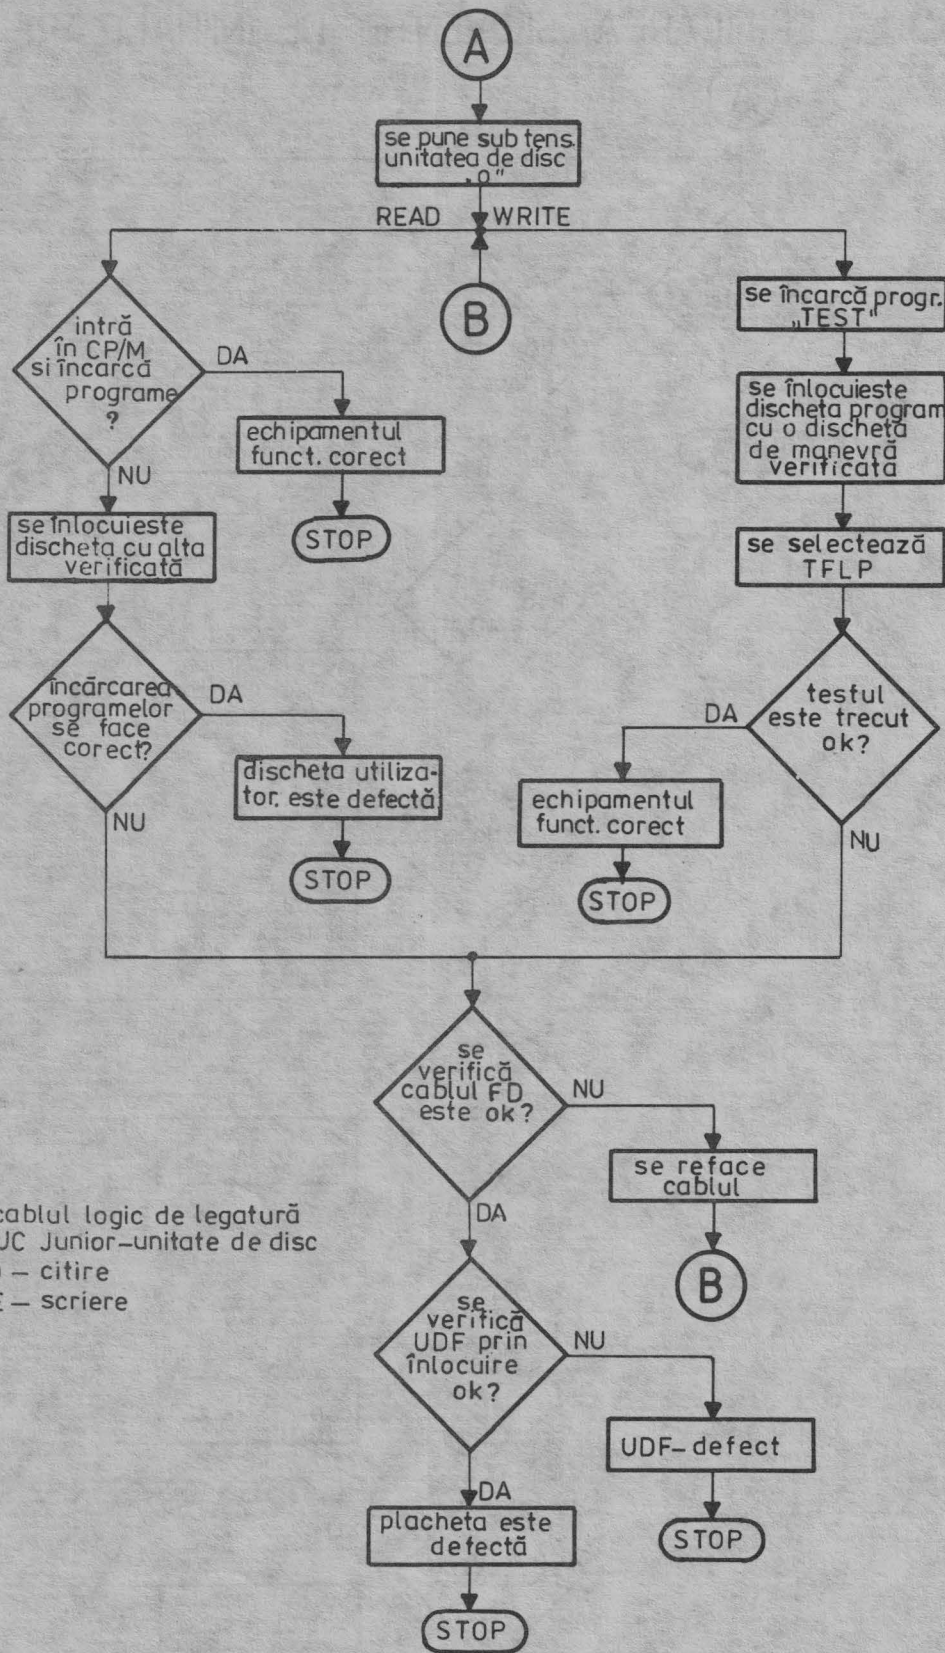 A
se pune sub tens.
unitatea de disc
„0"
READ WRITE
B
intră
în CP/M
si încarcă
programe
?
DA
NU
echipamentul
funct. corect
STOP
se înlocuieste
discheta cu alta
verificată
încărcarea
programelor
se face
corect?
DA
NU
discheta utiliza-
tor. este defectă
STOP
se încarcă progr.
„TEST"
se înlocuieste
discheta program
cu o dischetă
de manevră
verificată
se selectează
TFLP
testul
este trecut
ok?
DA
NU
echipamentul
funct. corect
STOP
se
verifică
cablul FD
este ok?
NU
DA
se reface
cablul
B
cablul logic de legatură
UC Junior–unitate de disc
– citire
E – scriere
se
verifică
UDF prin
înlocuire
ok?
NU
DA
UDF– defect
STOP
placheta este
defectă
STOP